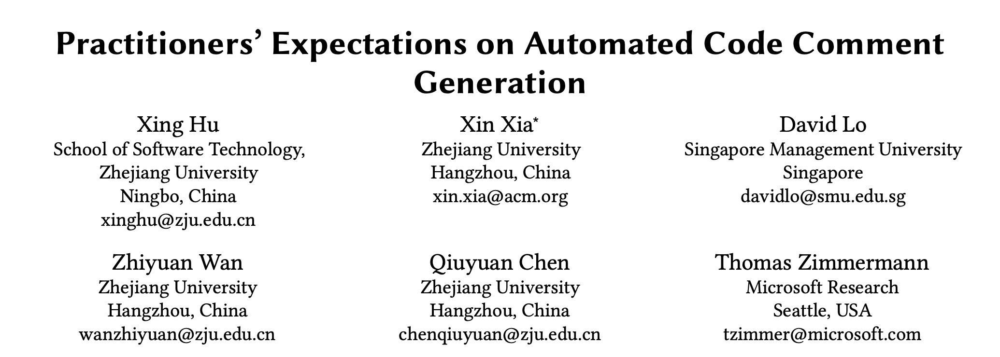 Practitioners’ Expectations on Automated Code Comment
Generation
Xing Hu
School of Software Technology,
Zhejiang University
Ningbo, China
xinghu@zju.edu.cn
Xin Xia*
Zhejiang University
Hangzhou, China
xin.xia@acm.org
David Lo
Singapore Management University
Singapore
davidlo@smu.edu.sg
Zhiyuan Wan
Zhejiang University
Hangzhou, China
wanzhiyuan@zju.edu.cn
Qiuyuan Chen
Zhejiang University
Hangzhou, China
chenqiuyuan@zju.edu.cn
Thomas Zimmermann
Microsoft Research
Seattle, USA
tzimmer@microsoft.com